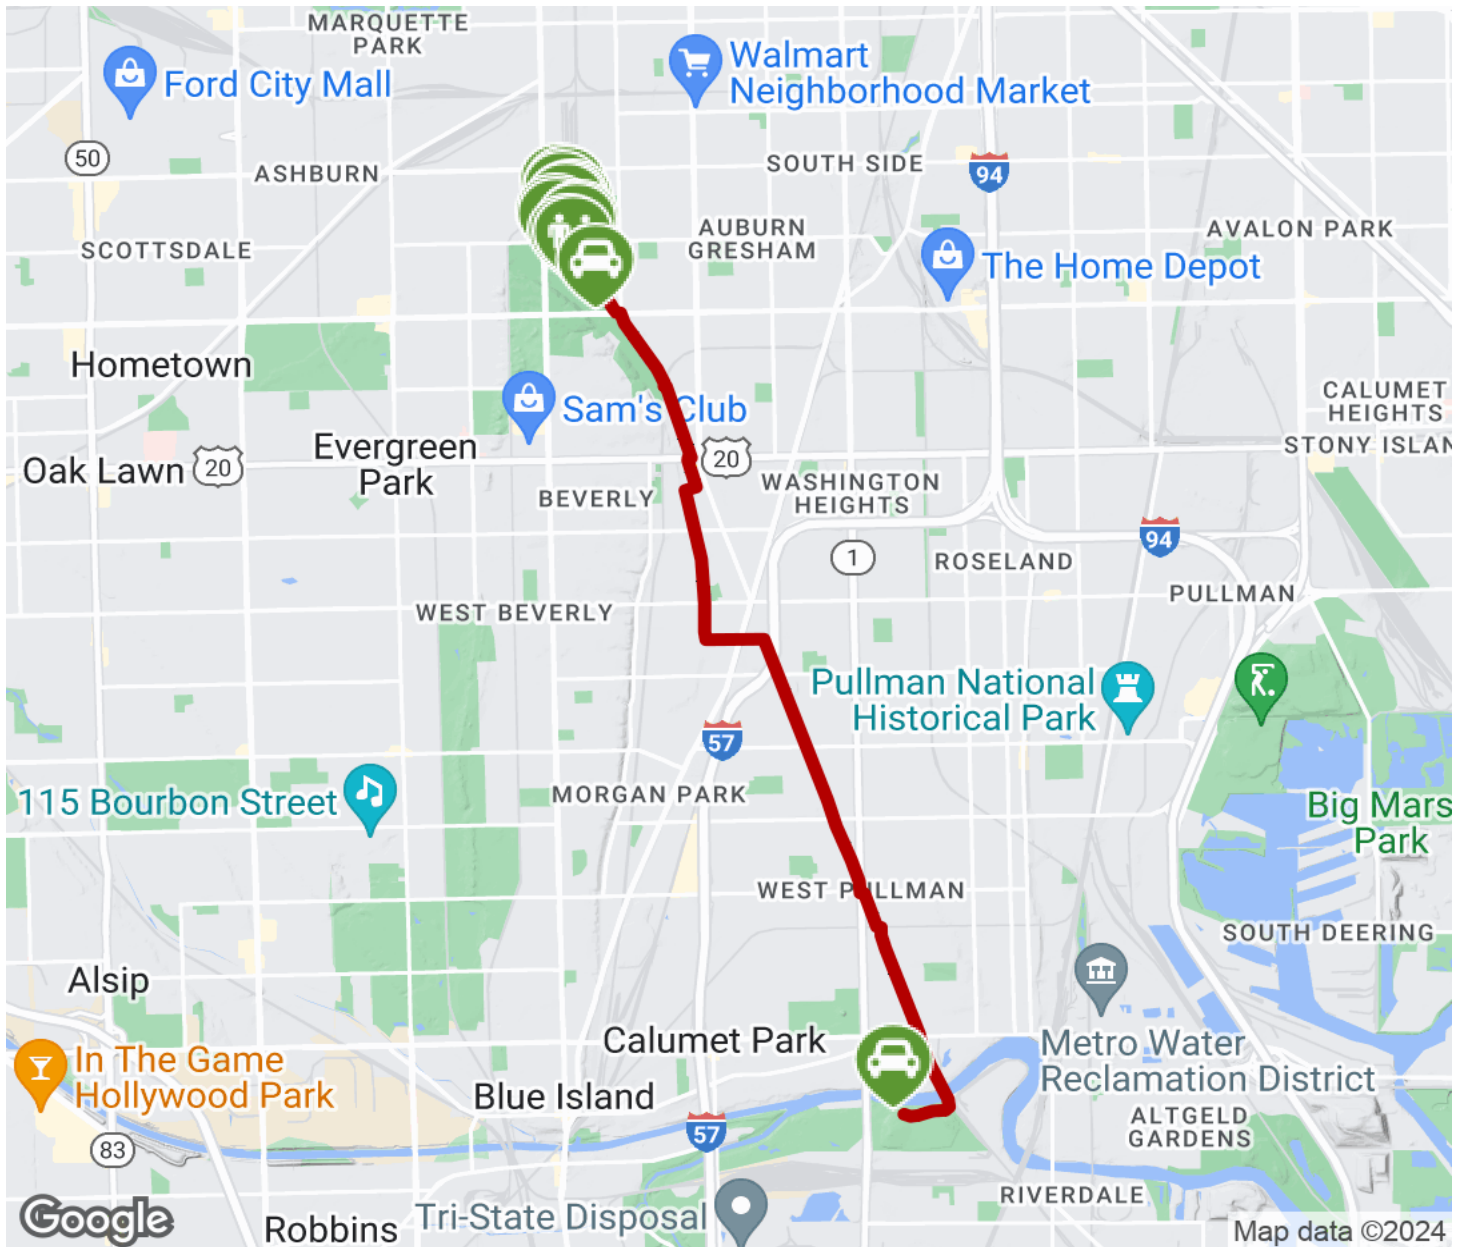 MARQUETTE
PARK
Ford City Mall
Walmart
Neighborhood Market
50
ASHBURN
SOUTH SIDE
94
SCOTTSDALE
AUBURN
GRESHAM
AVALON PARK
The Home Depot
Hometown
Sam's Club
CALUMET
HEIGHTS
STONY ISLAN
Evergreen
Park
Oak Lawn
20
20
BEVERLY
WASHINGTON
HEIGHTS
94
1
ROSELAND
PULLMAN
WEST BEVERLY
Pullman National
Historical Park
57
115 Bourbon Street
MORGAN PARK
Big Mars
Park
WEST PULLMAN
SOUTH DEERING
Alsip
Calumet Park
Metro Water
Reclamation District
In The Game
Hollywood Park
Blue Island
ALTGELD
GARDENS
57
83
RIVERDALE
Google
Robbins
Tri-State Disposal
Map data ©2024